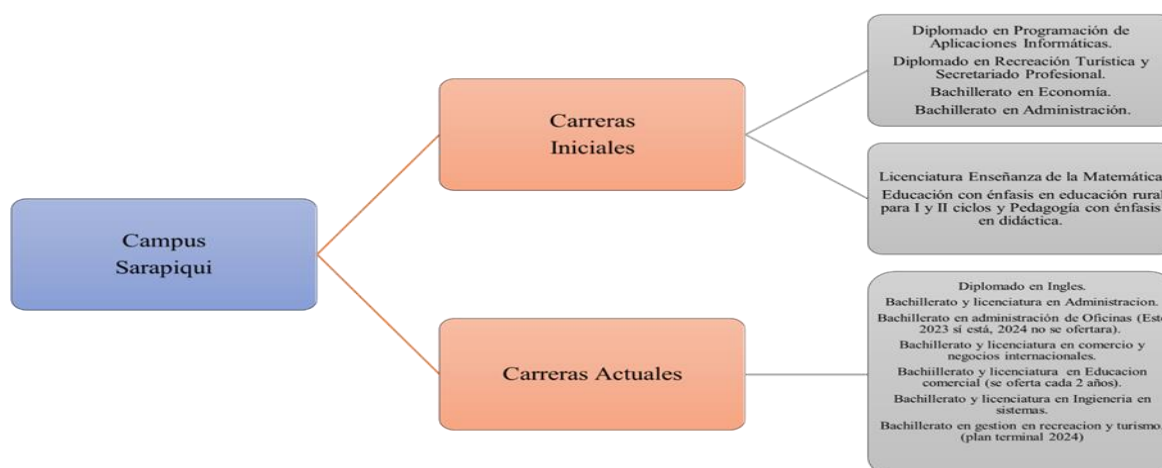 Campus
Sarapiqui
Carreras
Iniciales
Diplomado en Programación de
Aplicaciones Informáticas.
Diplomado en Recreación Turística y
Secretariado Profesional.
Bachillerato en Economía.
Bachillerato en Administración.
Licenciatura Enseñanza de la Matemática
Educación con énfasis en educación rural
para I y II ciclos y Pedagogía con énfasis
en didáctica.
Carreras Actuales
Diplomado en Ingles.
Bachillerato y licenciatura en Administracion.
Bachillerato en administración de Oficinas (Este
2023 sí está, 2024 no se ofertara).
Bachillerato y licenciatura en comercio y
negocios internacionales.
Bachiillerato y licenciatura en Educacion
comercial (se oferta cada 2 años).
Bachillerato y licenciatura en Ingieneria en
sistemas.
Bachillerato en gestion en recreacion y turismo.
(plan terminal 2024)